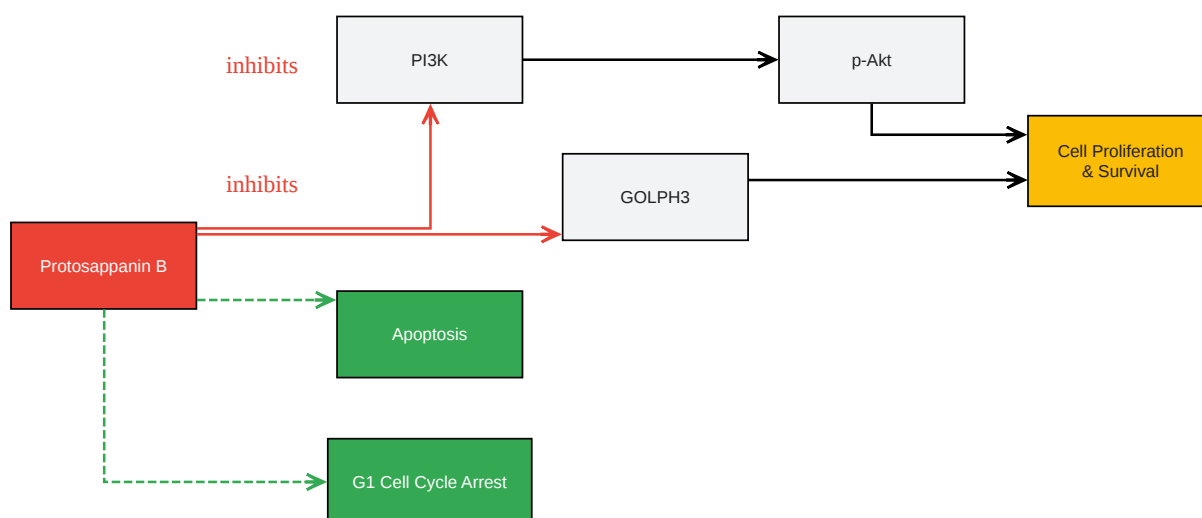 inhibits
PI3K
p-Akt
Cell Proliferation
& Survival
inhibits
GOLPH3
Protosappanin B
Apoptosis
G1 Cell Cycle Arrest